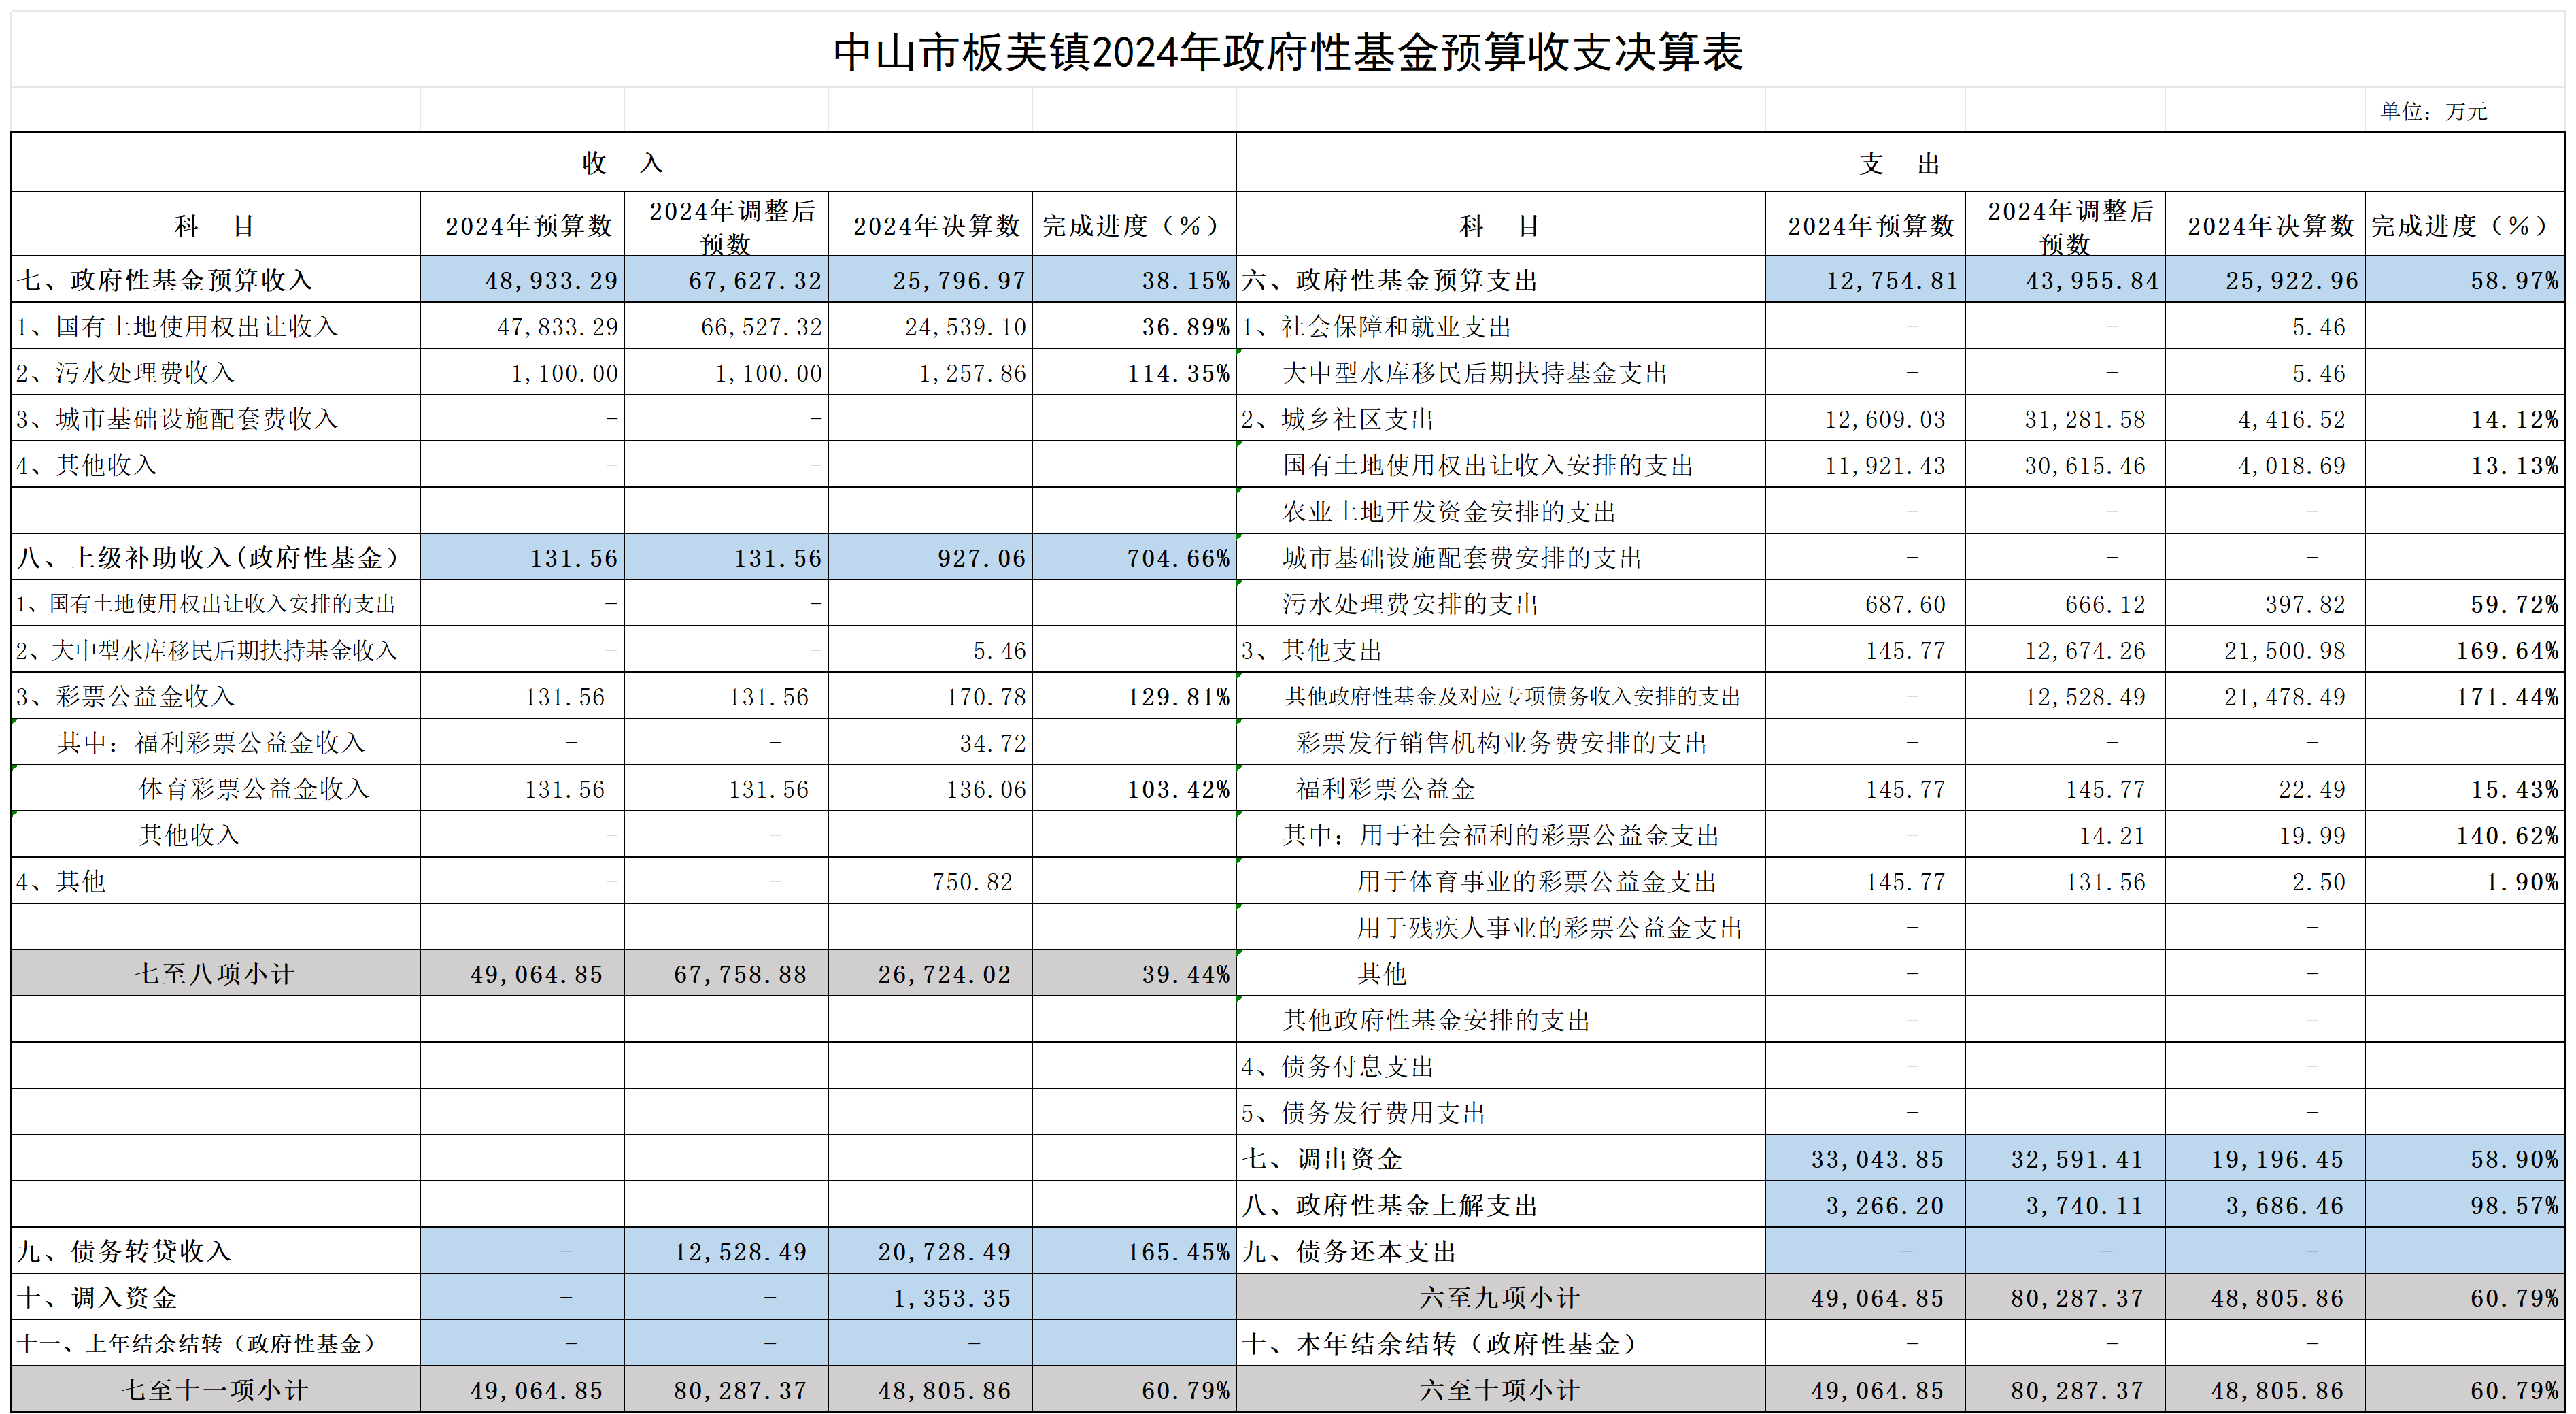 中山市板芙镇2024年政府性基金预算收支决算表
单位：万元
收 入 支 出
科 目 2024年预算数 2024年调整后预数 2024年决算数 完成进度（%） 科 目 2024年预算数 2024年调整后预数 2024年决算数 完成进度（%）
七、政府性基金预算收入 48,933.29 67,627.32 25,796.97 38.15% 六、政府性基金预算支出 12,754.81 43,955.84 25,922.96 58.97%
1、国有土地使用权出让收入 47,833.29 66,527.32 24,539.10 36.89% 1、社会保障和就业支出 － － 5.46
2、污水处理费收入 1,100.00 1,100.00 1,257.86 114.35% 大中型水库移民后期扶持基金支出 － － 5.46
3、城市基础设施配套费收入 － － 2、城乡社区支出 12,609.03 31,281.58 4,416.52 14.12%
4、其他收入 － － 国有土地使用权出让收入安排的支出 11,921.43 30,615.46 4,018.69 13.13%
农业土地开发资金安排的支出 － － －
八、上级补助收入(政府性基金） 131.56 131.56 927.06 704.66% 城市基础设施配套费安排的支出 － － －
1、国有土地使用权出让收入安排的支出 － － 污水处理费安排的支出 687.60 666.12 397.82 59.72%
2、大中型水库移民后期扶持基金收入 － － 5.46 3、其他支出 145.77 12,674.26 21,500.98 169.64%
3、彩票公益金收入 131.56 131.56 170.78 129.81% 其他政府性基金及对应专项债务收入安排的支出 － 12,528.49 21,478.49 171.44%
其中：福利彩票公益金收入 － － 34.72 彩票发行销售机构业务费安排的支出 － － －
体育彩票公益金收入 131.56 131.56 136.06 103.42% 福利彩票公益金 145.77 145.77 22.49 15.43%
其他收入 － － 其中：用于社会福利的彩票公益金支出 － 14.21 19.99 140.62%
4、其他 － － 750.82 用于体育事业的彩票公益金支出 145.77 131.56 2.50 1.90%
用于残疾人事业的彩票公益金支出 － －
七至八项小计 49,064.85 67,758.88 26,724.02 39.44% 其他 － －
其他政府性基金安排的支出 － －
4、债务付息支出 － －
5、债务发行费用支出 － －
七、调出资金 33,043.85 32,591.41 19,196.45 58.90%
八、政府性基金上解支出 3,266.20 3,740.11 3,686.46 98.57%
九、债务转贷收入 － 12,528.49 20,728.49 165.45% 九、债务还本支出 － － －
十、调入资金 － － 1,353.35 六至九项小计 49,064.85 80,287.37 48,805.86 60.79%
十一、上年结余结转（政府性基金） － － － 十、本年结余结转（政府性基金） － － －
七至十一项小计 49,064.85 80,287.37 48,805.86 60.79% 六至十项小计 49,064.85 80,287.37 48,805.86 60.79%